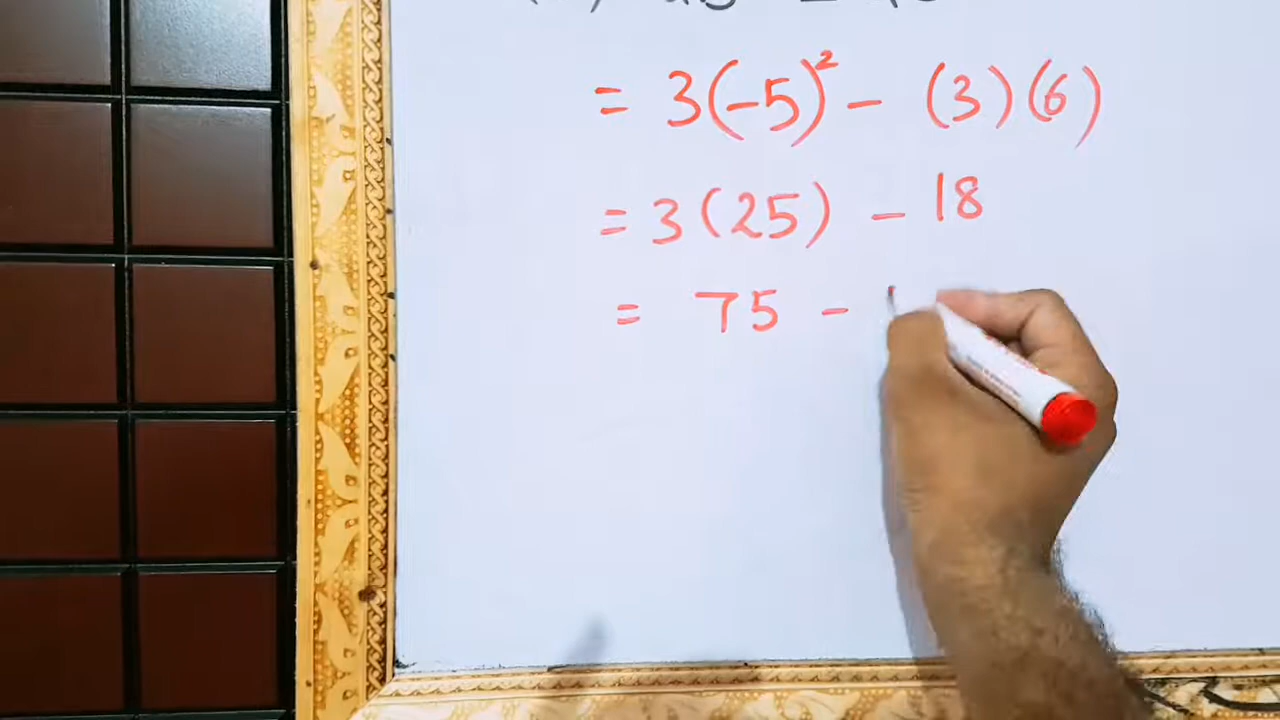 = 3(-5)² - (3)(6)
= 3(25) - 18
= 75 -